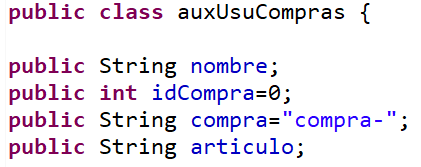 public class auxUsuCompras {
public String nombre;
public int idCompra=0;
public String compra="compra-";
public String articulo;